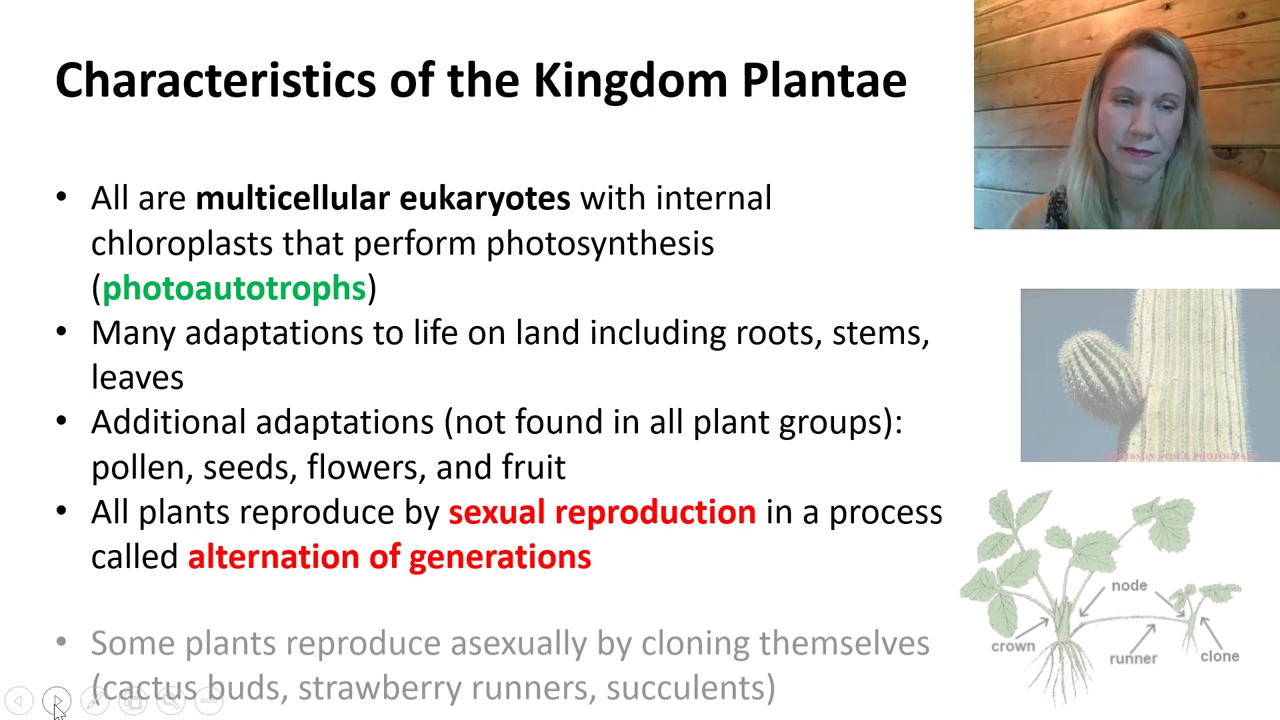 Characteristics of the Kingdom Plantae
• All are multicellular eukaryotes with internal
chloroplasts that perform photosynthesis
(photoautotrophs)
• Many adaptations to life on land including roots, stems,
leaves
• Additional adaptations (not found in all plant groups):
pollen, seeds, flowers, and fruit
• All plants reproduce by sexual reproduction in a process
called alternation of generations
• Some plants reproduce asexually by cloning themselves
(cactus buds, strawberry runners, succulents)
node
crown
runner
clone